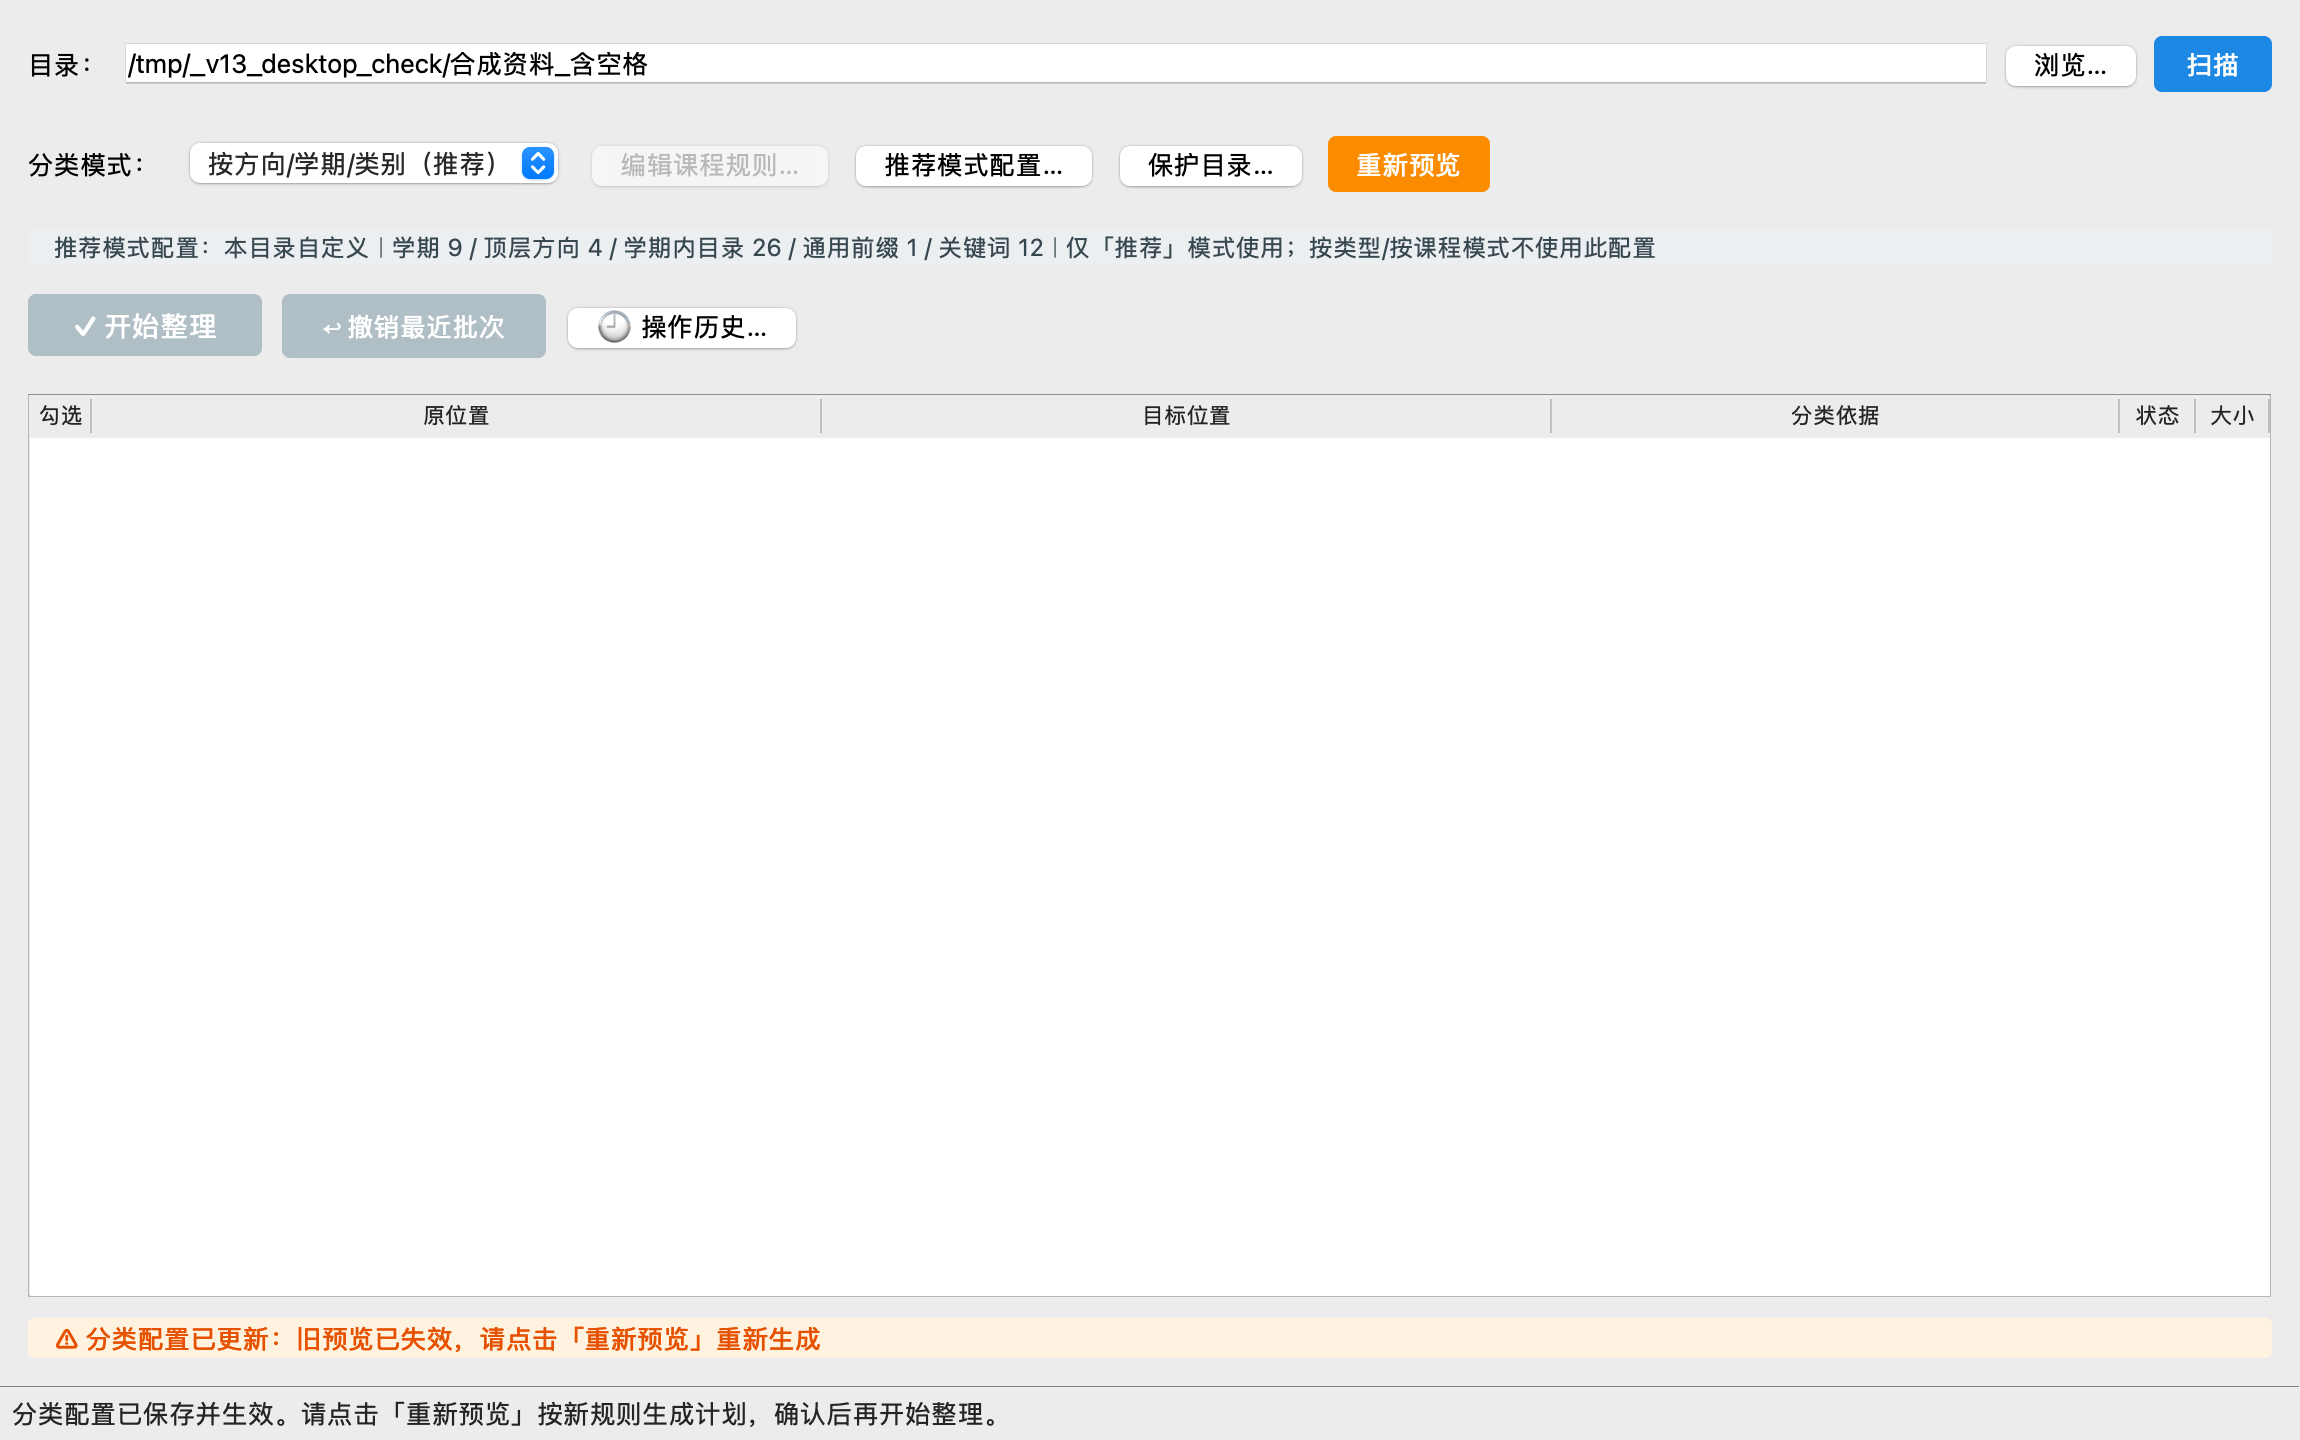 目录： /tmp/_v13_desktop_check/合成资料_含空格 浏览... 扫描
分类模式： 按方向/学期/类别（推荐） 编辑课程规则... 推荐模式配置... 保护目录... 重新预览
推荐模式配置：本目录自定义｜学期 9 / 顶层方向 4 / 学期内目录 26 / 通用前缀 1 / 关键词 12｜仅「推荐」模式使用；按类型/按课程模式不使用此配置
✓ 开始整理 ↩ 撤销最近批次 🕘 操作历史...
勾选 原位置 目标位置 分类依据 状态 大小
⚠ 分类配置已更新：旧预览已失效，请点击「重新预览」重新生成
分类配置已保存并生效。请点击「重新预览」按新规则生成计划，确认后再开始整理。